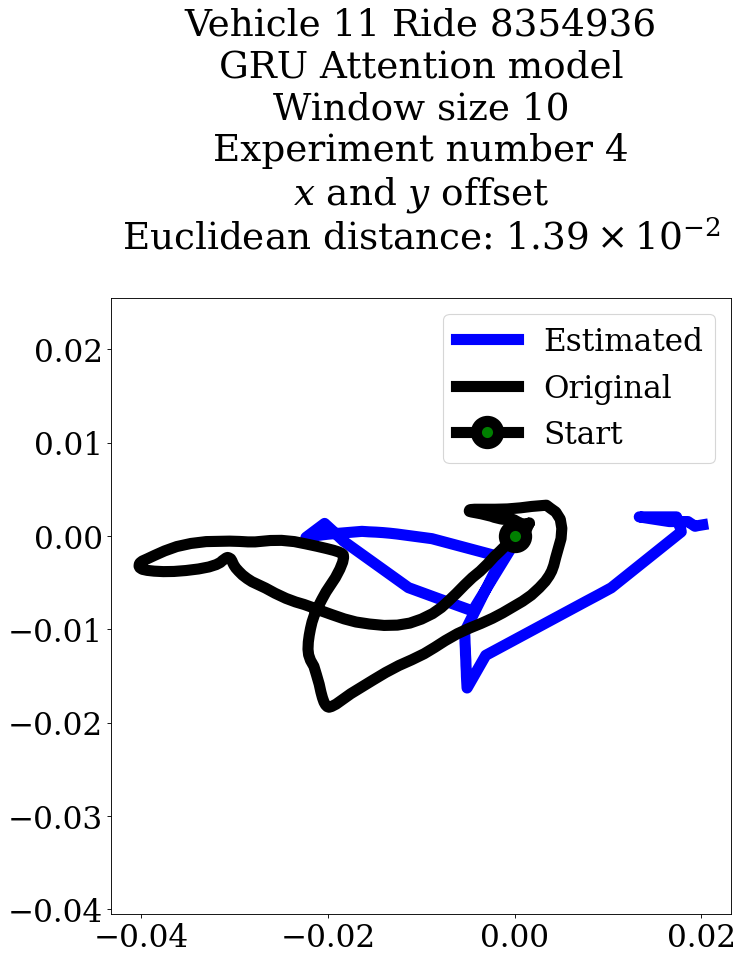 Vehicle 11 Ride 8354936
GRU Attention model
Window size 10
Experiment number 4
x and y offset
Euclidean distance: 1.39 × 10⁻²
Estimated
Original
Start
0.02
0.01
0.00
−0.01
−0.02
−0.03
−0.04
−0.04 −0.02 0.00 0.02